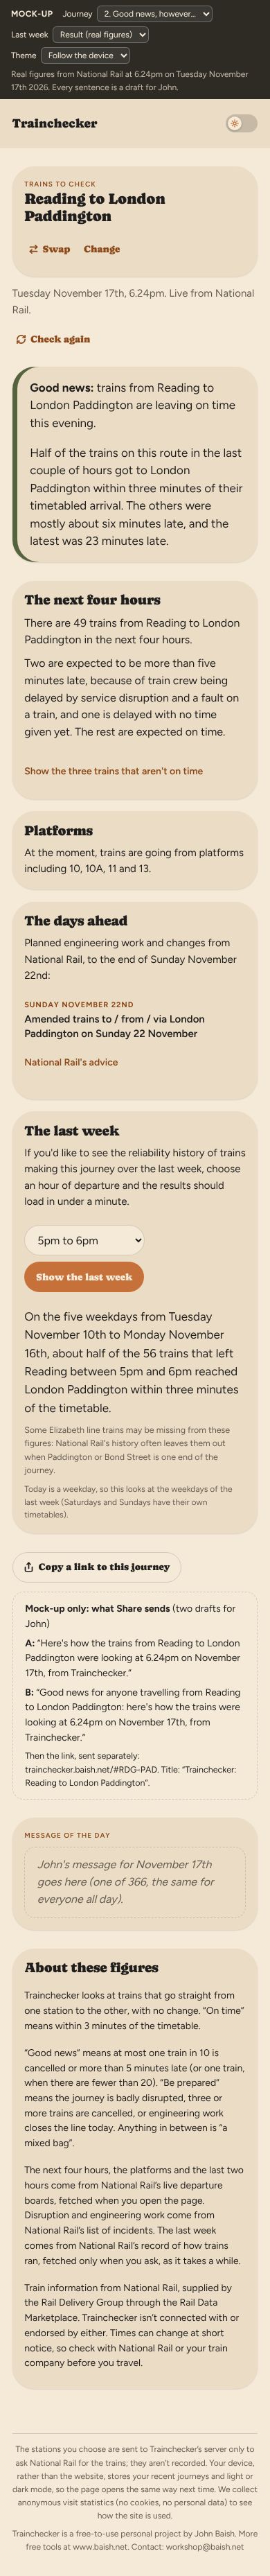 MOCK-UP Journey 2. Good news, however...
Last week Result (real figures)
Theme Follow the device
Real figures from National Rail at 6.24pm on Tuesday November
17th 2026. Every sentence is a draft for John.
Trainchecker
TRAINS TO CHECK
Reading to London
Paddington
Swap Change
Tuesday November 17th, 6.24pm. Live from National
Rail.
Check again
Good news: trains from Reading to
London Paddington are leaving on time
this evening.
Half of the trains on this route in the last
couple of hours got to London
Paddington within three minutes of their
timetabled arrival. The others were
mostly about six minutes late, and the
latest was 23 minutes late.
The next four hours
There are 49 trains from Reading to London
Paddington in the next four hours.
Two are expected to be more than five
minutes late, because of train crew being
delayed by service disruption and a fault on
a train, and one is delayed with no time
given yet. The rest are expected on time.
Show the three trains that aren't on time
Platforms
At the moment, trains are going from platforms
including 10, 10A, 11 and 13.
The days ahead
Planned engineering work and changes from
National Rail, to the end of Sunday November
22nd:
SUNDAY NOVEMBER 22ND
Amended trains to / from / via London
Paddington on Sunday 22 November
National Rail's advice
The last week
If you'd like to see the reliability history of trains
making this journey over the last week, choose
an hour of departure and the results should
load in under a minute.
5pm to 6pm
Show the last week
On the five weekdays from Tuesday
November 10th to Monday November
16th, about half of the 56 trains that left
Reading between 5pm and 6pm reached
London Paddington within three minutes
of the timetable.
Some Elizabeth line trains may be missing from these
figures: National Rail's history often leaves them out
when Paddington or Bond Street is one end of the
journey.
Today is a weekday, so this looks at the weekdays of the
last week (Saturdays and Sundays have their own
timetables).
Copy a link to this journey
Mock-up only: what Share sends (two drafts for
John)
A: "Here's how the trains from Reading to London
Paddington were looking at 6.24pm on November
17th, from Trainchecker."
B: "Good news for anyone travelling from Reading
to London Paddington: here's how the trains were
looking at 6.24pm on November 17th, from
Trainchecker."
Then the link, sent separately:
trainchecker.baish.net/#RDG-PAD. Title: "Trainchecker:
Reading to London Paddington".
MESSAGE OF THE DAY
John's message for November 17th
goes here (one of 366, the same for
everyone all day).
About these figures
Trainchecker looks at trains that go straight from
one station to the other, with no change. "On time"
means within 3 minutes of the timetable.
"Good news" means at most one train in 10 is
cancelled or more than 5 minutes late (or one train,
when there are fewer than 20). "Be prepared"
means the journey is badly disrupted, three or
more trains are cancelled, or engineering work
closes the line today. Anything in between is "a
mixed bag".
The next four hours, the platforms and the last two
hours come from National Rail's live departure
boards, fetched when you open the page.
Disruption and engineering work come from
National Rail's list of incidents. The last week
comes from National Rail's record of how trains
ran, fetched only when you ask, as it takes a while.
Train information from National Rail, supplied by
the Rail Delivery Group through the Rail Data
Marketplace. Trainchecker isn't connected with or
endorsed by either. Times can change at short
notice, so check with National Rail or your train
company before you travel.
The stations you choose are sent to Trainchecker's server only to
ask National Rail for the trains; they aren't recorded. Your device,
rather than the website, stores your recent journeys and light or
dark mode, so the page opens the same way next time. We collect
anonymous visit statistics (no cookies, no personal data) to see
how the site is used.
Trainchecker is a free-to-use personal project by John Baish. More
free tools at www.baish.net. Contact: workshop@baish.net